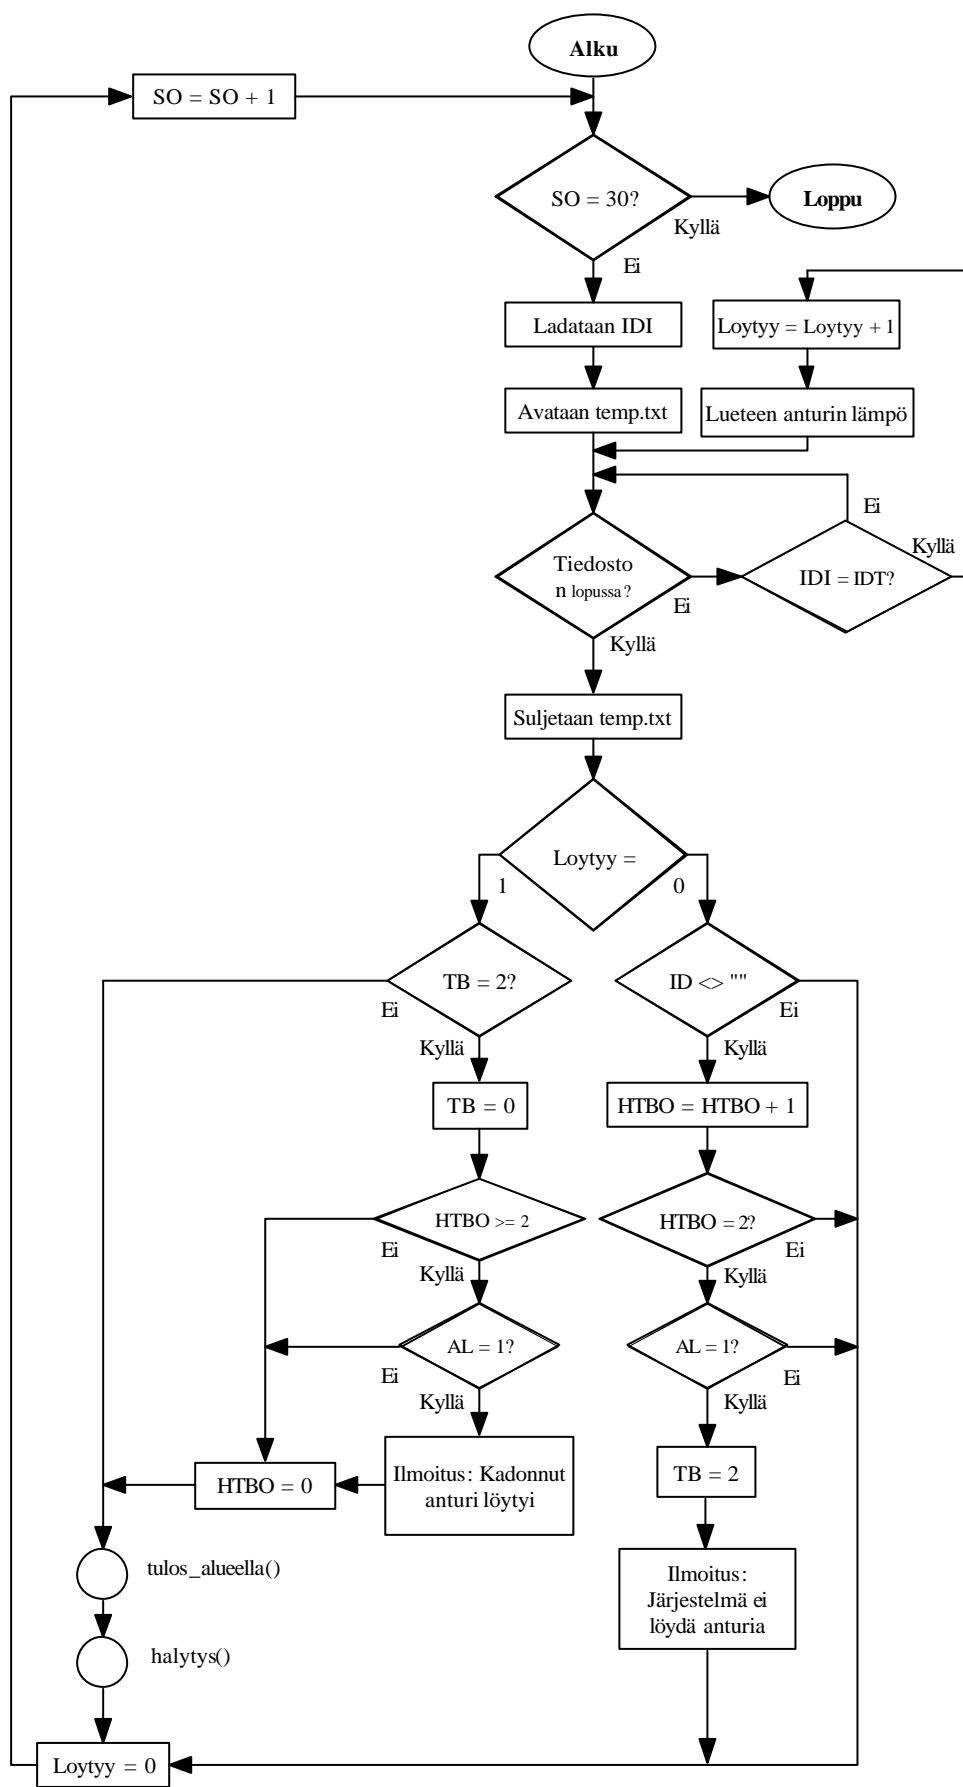 Alku
SO = SO + 1
SO = 30?
Kyllä
Loppu
Ei
Ladataan IDI
Loytyy = Loytyy + 1
Avataan temp.txt
Lueteen anturin lämpö
Tiedosto
n lopussa?
Ei
Kyllä
IDI = IDT?
Ei
Kyllä
Suljetaan temp.txt
Loytyy =
1
0
TB = 2?
Ei
Kyllä
ID <> ""
Ei
Kyllä
TB = 0
HTBO = HTBO + 1
HTBO >= 2
Ei
Kyllä
HTBO = 2?
Ei
Kyllä
AL = 1?
Ei
Kyllä
AL = 1?
Ei
Kyllä
HTBO = 0
Ilmoitus: Kadonnut
anturi löytyi
TB = 2
tulos_alueella()
Ilmoitus:
Järjestelmä ei
löydä anturia
halytys()
Loytyy = 0